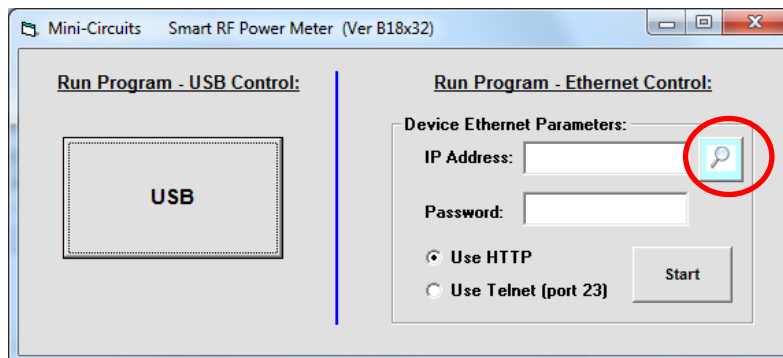 Mini-Circuits Smart RF Power Meter (Ver B18x32)
Run Program - USB Control:
USB
Run Program - Ethernet Control:
Device Ethernet Parameters:
IP Address:
Password:
Use HTTP
Use Telnet (port 23)
Start